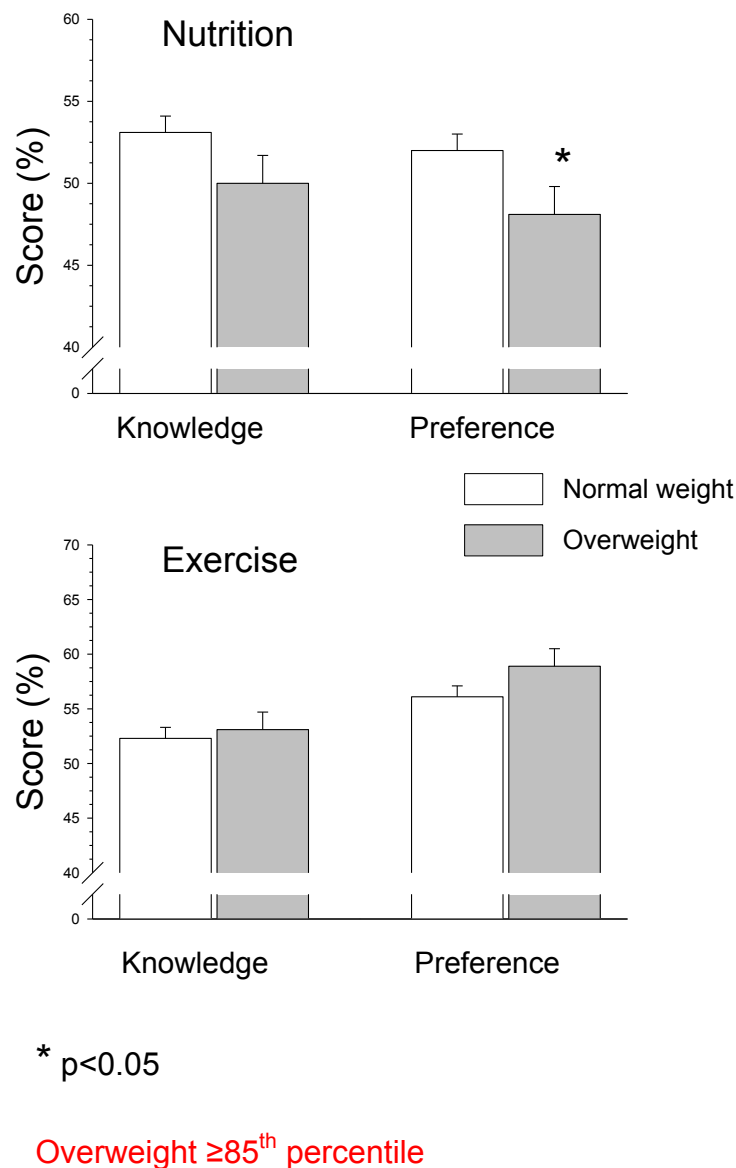 Nutrition
Score (%)
60
55
50
45
40
0
*
Knowledge Preference
Normal weight
Overweight
Exercise
Score (%)
70
65
60
55
50
45
40
0
Knowledge Preference
* p<0.05
Overweight ≥85th percentile